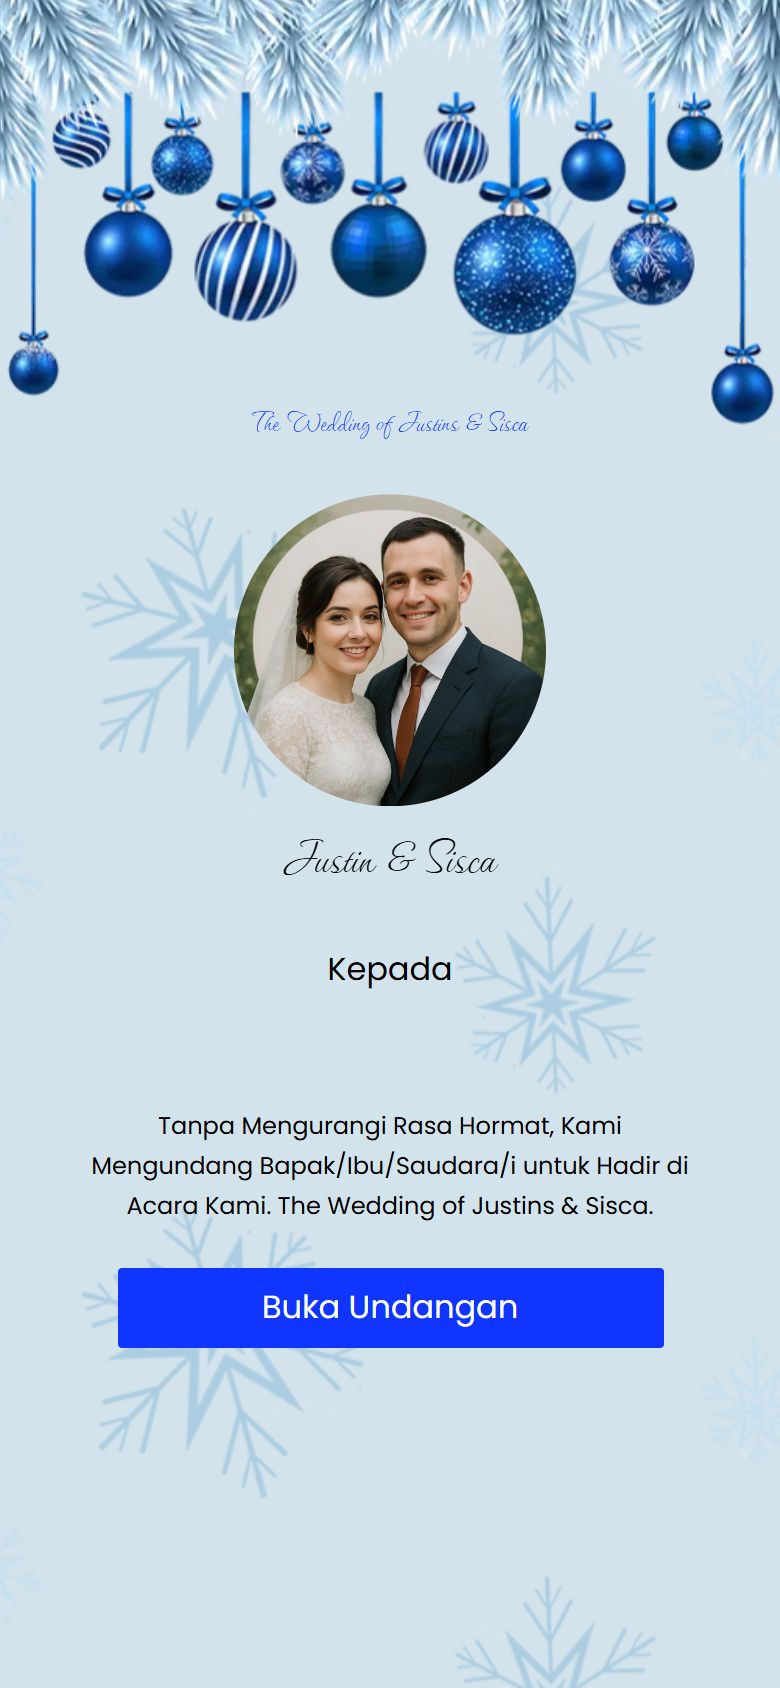 The Wedding of Justins & Sisca
Justin & Sisca
Kepada
Tanpa Mengurangi Rasa Hormat, Kami
Mengundang Bapak/Ibu/Saudara/i untuk Hadir di
Acara Kami. The Wedding of Justins & Sisca.
Buka Undangan